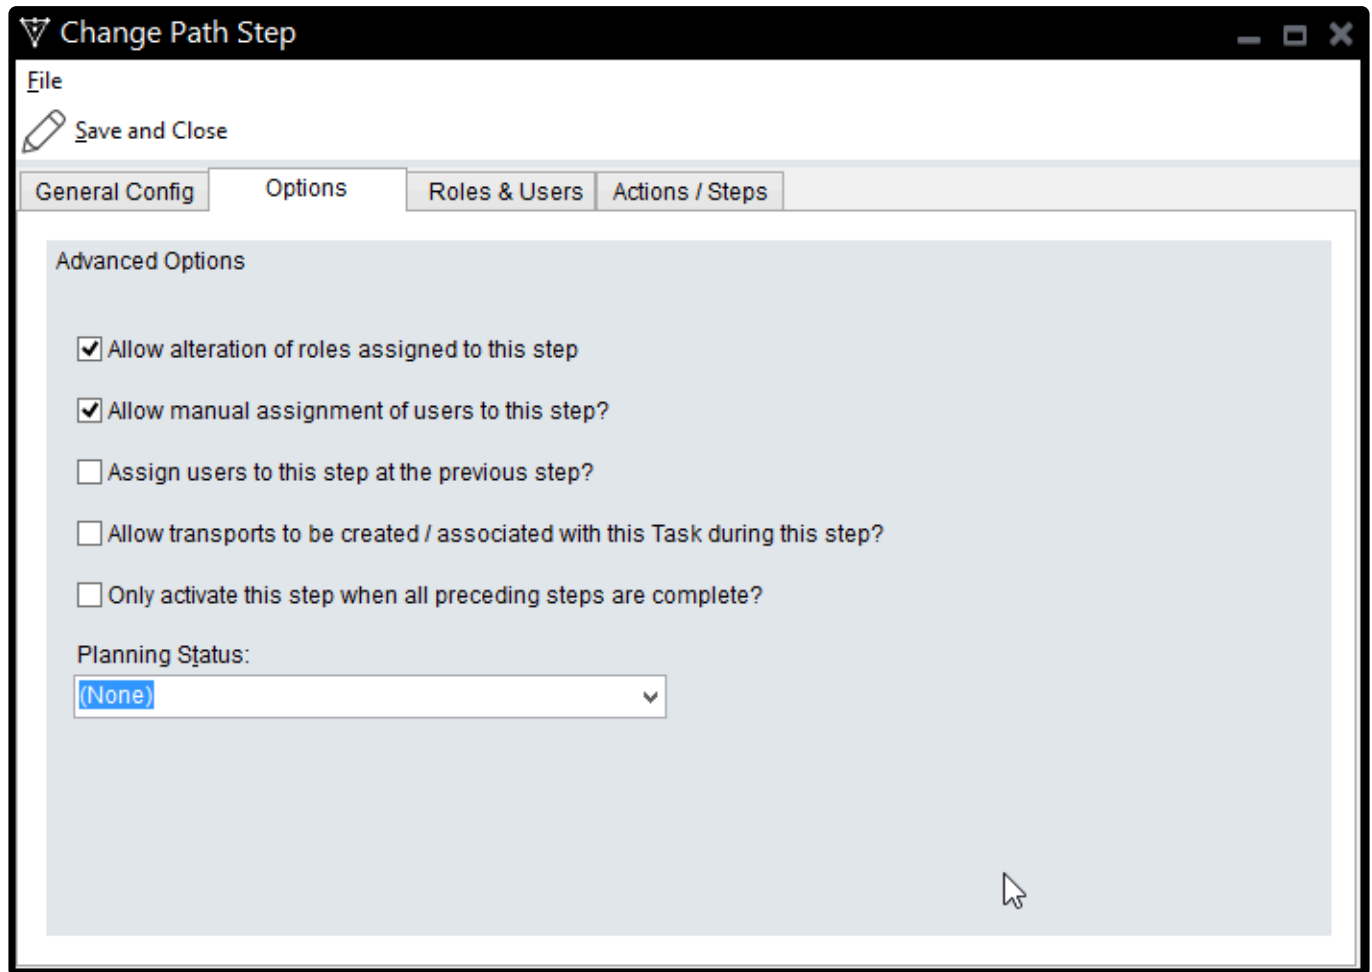 Change Path Step
File
Save and Close
General Config Options Roles & Users Actions / Steps
Advanced Options
Allow alteration of roles assigned to this step
Allow manual assignment of users to this step?
Assign users to this step at the previous step?
Allow transports to be created / associated with this Task during this step?
Only activate this step when all preceding steps are complete?
Planning Status:
(None)